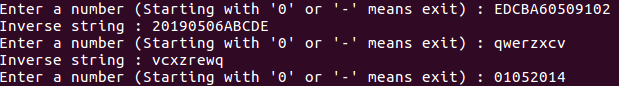 Enter a number (Starting with '0' or '-' means exit) : EDCBA60509102
Inverse string : 20190506ABCDE
Enter a number (Starting with '0' or '-' means exit) : qwerzxcv
Inverse string : vcxzrewq
Enter a number (Starting with '0' or '-' means exit) : 01052014